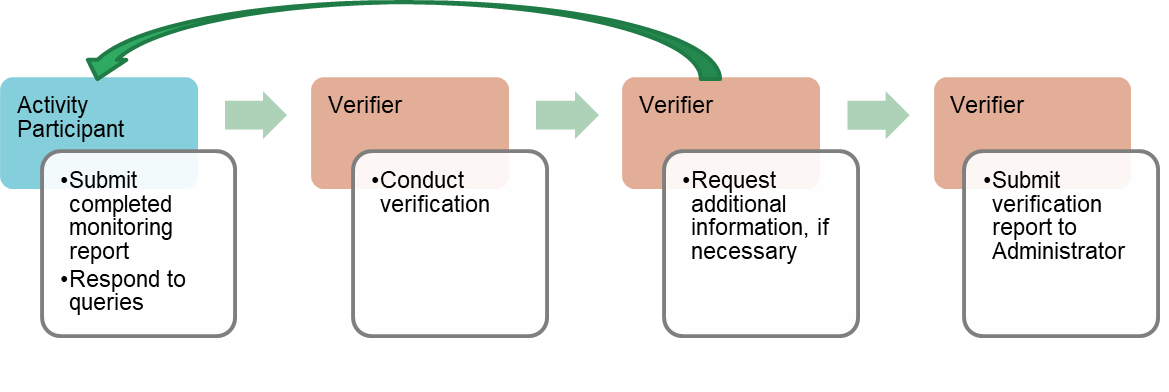 Activity
Participant
•Submit
completed
monitoring
report
•Respond to
queries
Verifier
•Conduct
verification
Verifier
•Request
additional
information, if
necessary
Verifier
•Submit
verification
report to
Administrator